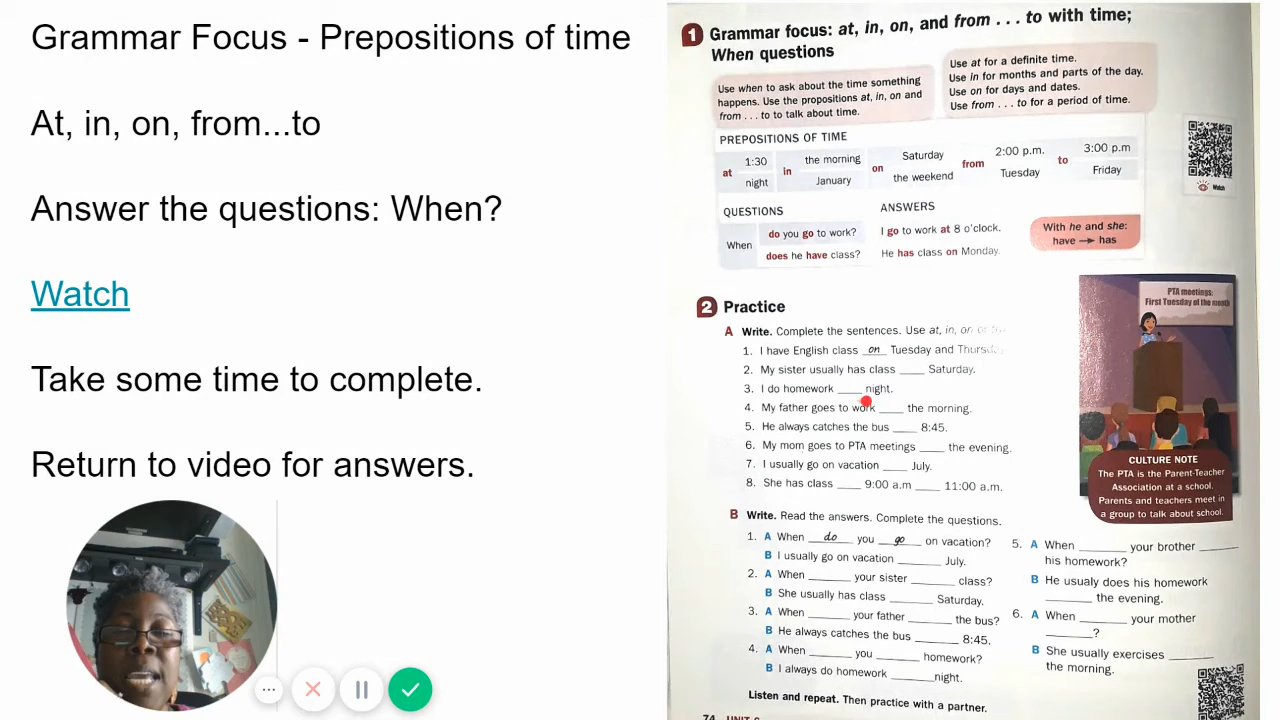 Grammar Focus - Prepositions of time
At, in, on, from...to
Answer the questions: When?
Watch
Take some time to complete.
Return to video for answers.
1 Grammar focus: at, in, on, and from . . . to with time;
When questions
Use when to ask about the time something
happens. Use the propositions at, in, on and
from . . . to to talk about time.
Use at for a definite time.
Use in for months and parts of the day.
Use on for days and dates.
Use from . . . to for a period of time.
PREPOSITIONS OF TIME
at 1:30 night
in the morning January
on Saturday the weekend
from 2:00 p.m. Tuesday
to 3:00 p.m Friday
Watch
QUESTIONS
When do you go to work?
does he have class?
ANSWERS
I go to work at 8 o'clock.
He has class on Monday.
With he and she:
have → has
2 Practice
A Write. Complete the sentences. Use at, in, on or
1. I have English class on Tuesday and
2. My sister usually has class ____ Saturday.
3. I do homework ____ night.
4. My father goes to work ____ the morning.
5. He always catches the bus ____ 8:45.
6. My mom goes to PTA meetings ____ the evening.
7. I usually go on vacation ____ July.
8. She has class ____ 9:00 a.m ____ 11:00 a.m.
PTA meetings:
First Tuesday of the month
CULTURE NOTE
The PTA is the Parent-Teacher
Association at a school.
Parents and teachers meet in
a group to talk about school.
B Write. Read the answers. Complete the questions.
1. A When do you go on vacation?
B I usually go on vacation ____ July.
2. A When ____ your sister ____ class?
B She usually has class ____ Saturday.
3. A When ____ your father ____ the bus?
B He always catches the bus ____ 8:45.
4. A When ____ you ____ homework?
B I always do homework ____ night.
5. A When ____ your brother ____
his homework?
B He usualy does his homework
____ the evening.
6. A When ____ your mother
____?
B She usually exercises ____
the morning.
Listen and repeat. Then practice with a partner.
74 UNIT